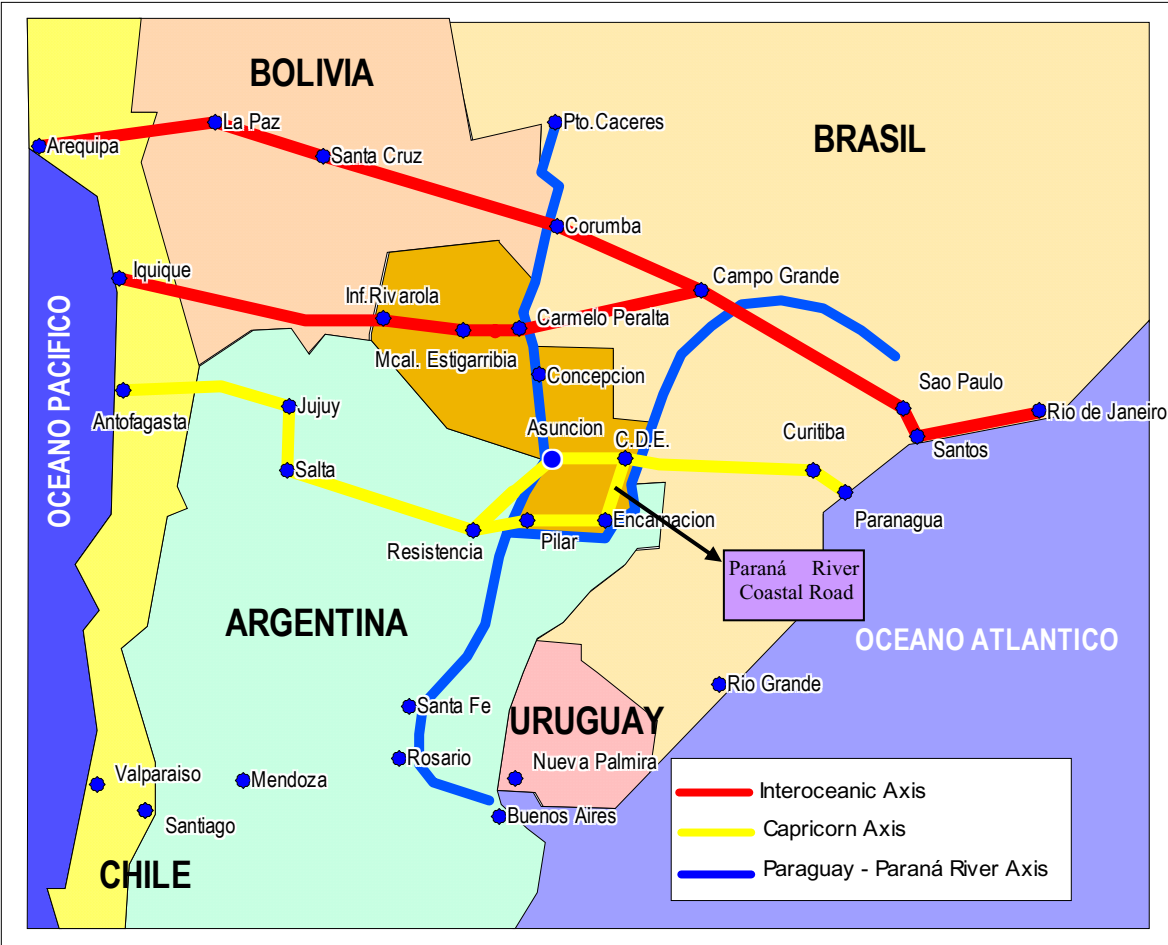 BOLIVIA
La Paz
Pto.Caceres
BRASIL
Arequipa
Santa Cruz
Corumba
Iquique
Campo Grande
Inf.Rivarola
Carmelo Peralta
Mcal. Estigarribia
OCEANO PACIFICO
Concepcion
Antofagasta
Jujuy
Asuncion
C.D.E.
Curitiba
Sao Paulo
Rio de Janeiro
Santos
Salta
Paranagua
Resistencia
Pilar
Encarnacion
Paraná River
Coastal Road
ARGENTINA
OCEANO ATLANTICO
Santa Fe
URUGUAY
Rio Grande
Rosario
Nueva Palmira
Valparaiso
Mendoza
Santiago
Buenos Aires
CHILE
Interoceanic Axis
Capricorn Axis
Paraguay - Paraná River Axis